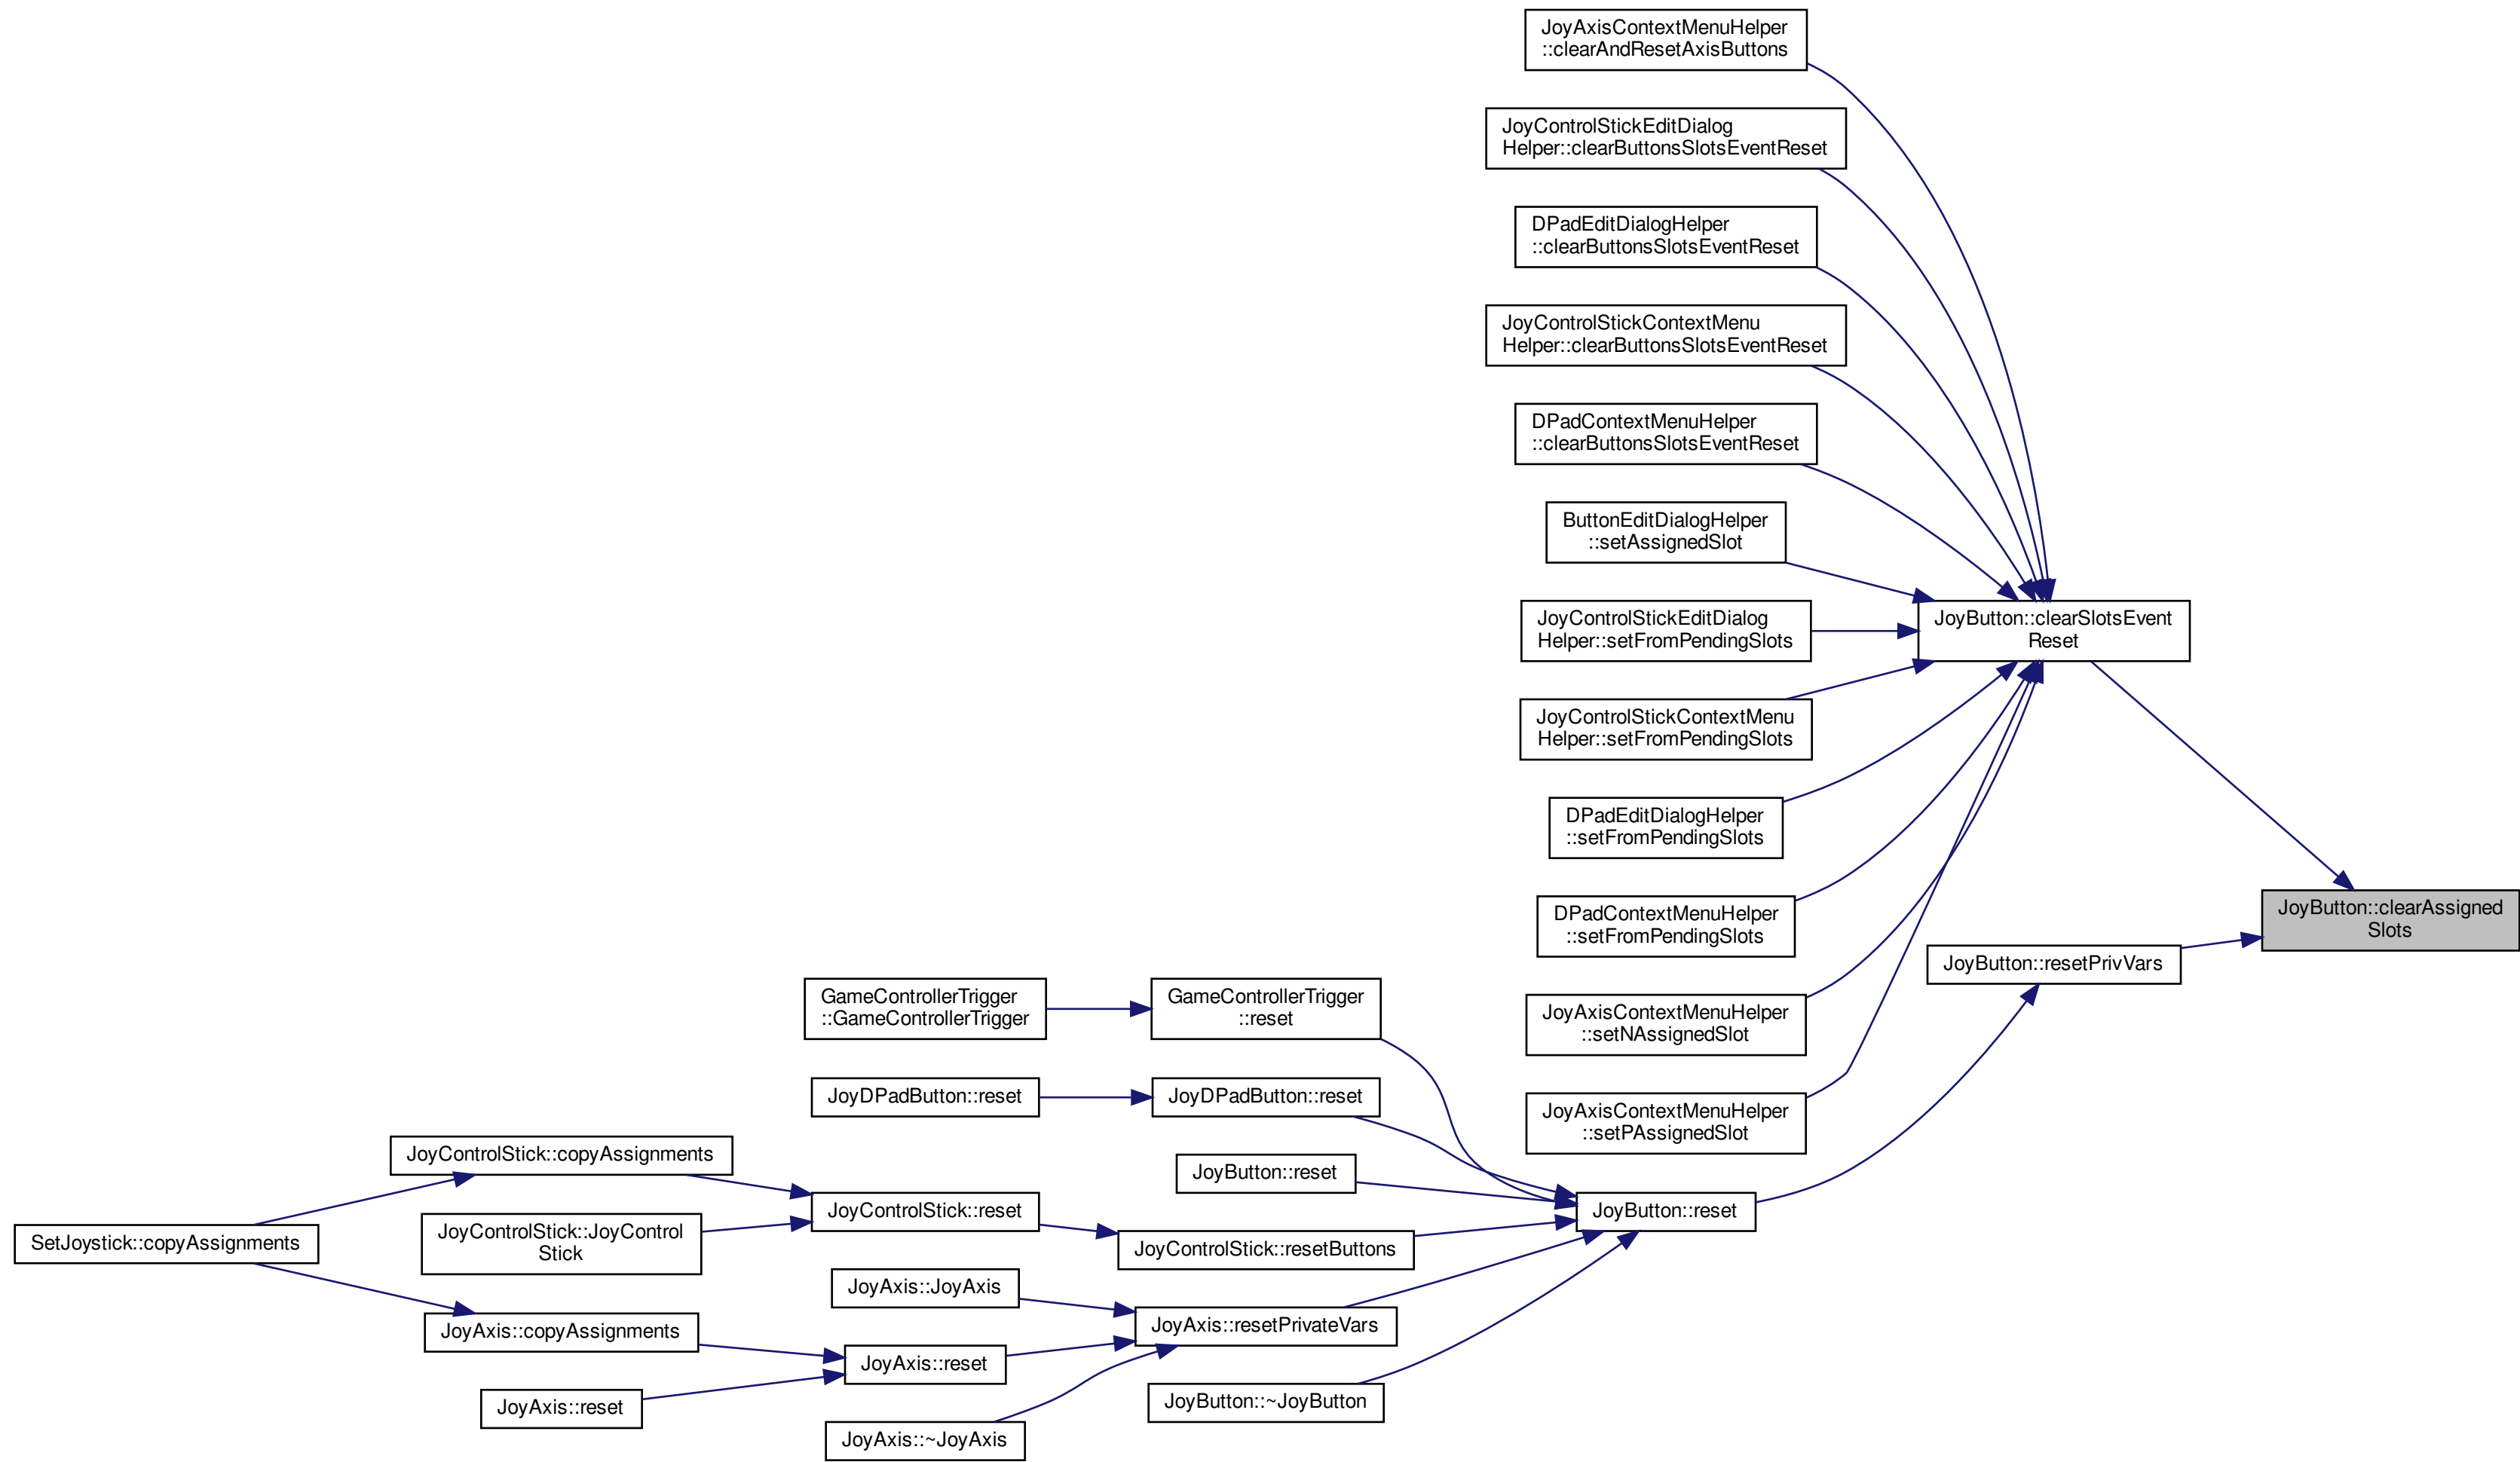 JoyAxisContextMenuHelper
::clearAndResetAxisButtons
JoyControlStickEditDialog
Helper::clearButtonsSlotsEventReset
DPadEditDialogHelper
::clearButtonsSlotsEventReset
JoyControlStickContextMenu
Helper::clearButtonsSlotsEventReset
DPadContextMenuHelper
::clearButtonsSlotsEventReset
ButtonEditDialogHelper
::setAssignedSlot
JoyControlStickEditDialog
Helper::setFromPendingSlots
JoyButton::clearSlotsEvent
Reset
JoyControlStickContextMenu
Helper::setFromPendingSlots
DPadEditDialogHelper
::setFromPendingSlots
DPadContextMenuHelper
::setFromPendingSlots
JoyButton::clearAssigned
Slots
JoyButton::resetPrivVars
GameControllerTrigger
::GameControllerTrigger
GameControllerTrigger
::reset
JoyAxisContextMenuHelper
::setNAssignedSlot
JoyDPadButton::reset
JoyDPadButton::reset
JoyAxisContextMenuHelper
::setPAssignedSlot
JoyControlStick::copyAssignments
JoyButton::reset
JoyControlStick::reset
JoyButton::reset
SetJoystick::copyAssignments
JoyControlStick::JoyControl
Stick
JoyControlStick::resetButtons
JoyAxis::JoyAxis
JoyAxis::copyAssignments
JoyAxis::resetPrivateVars
JoyAxis::reset
JoyAxis::reset
JoyButton::~JoyButton
JoyAxis::~JoyAxis